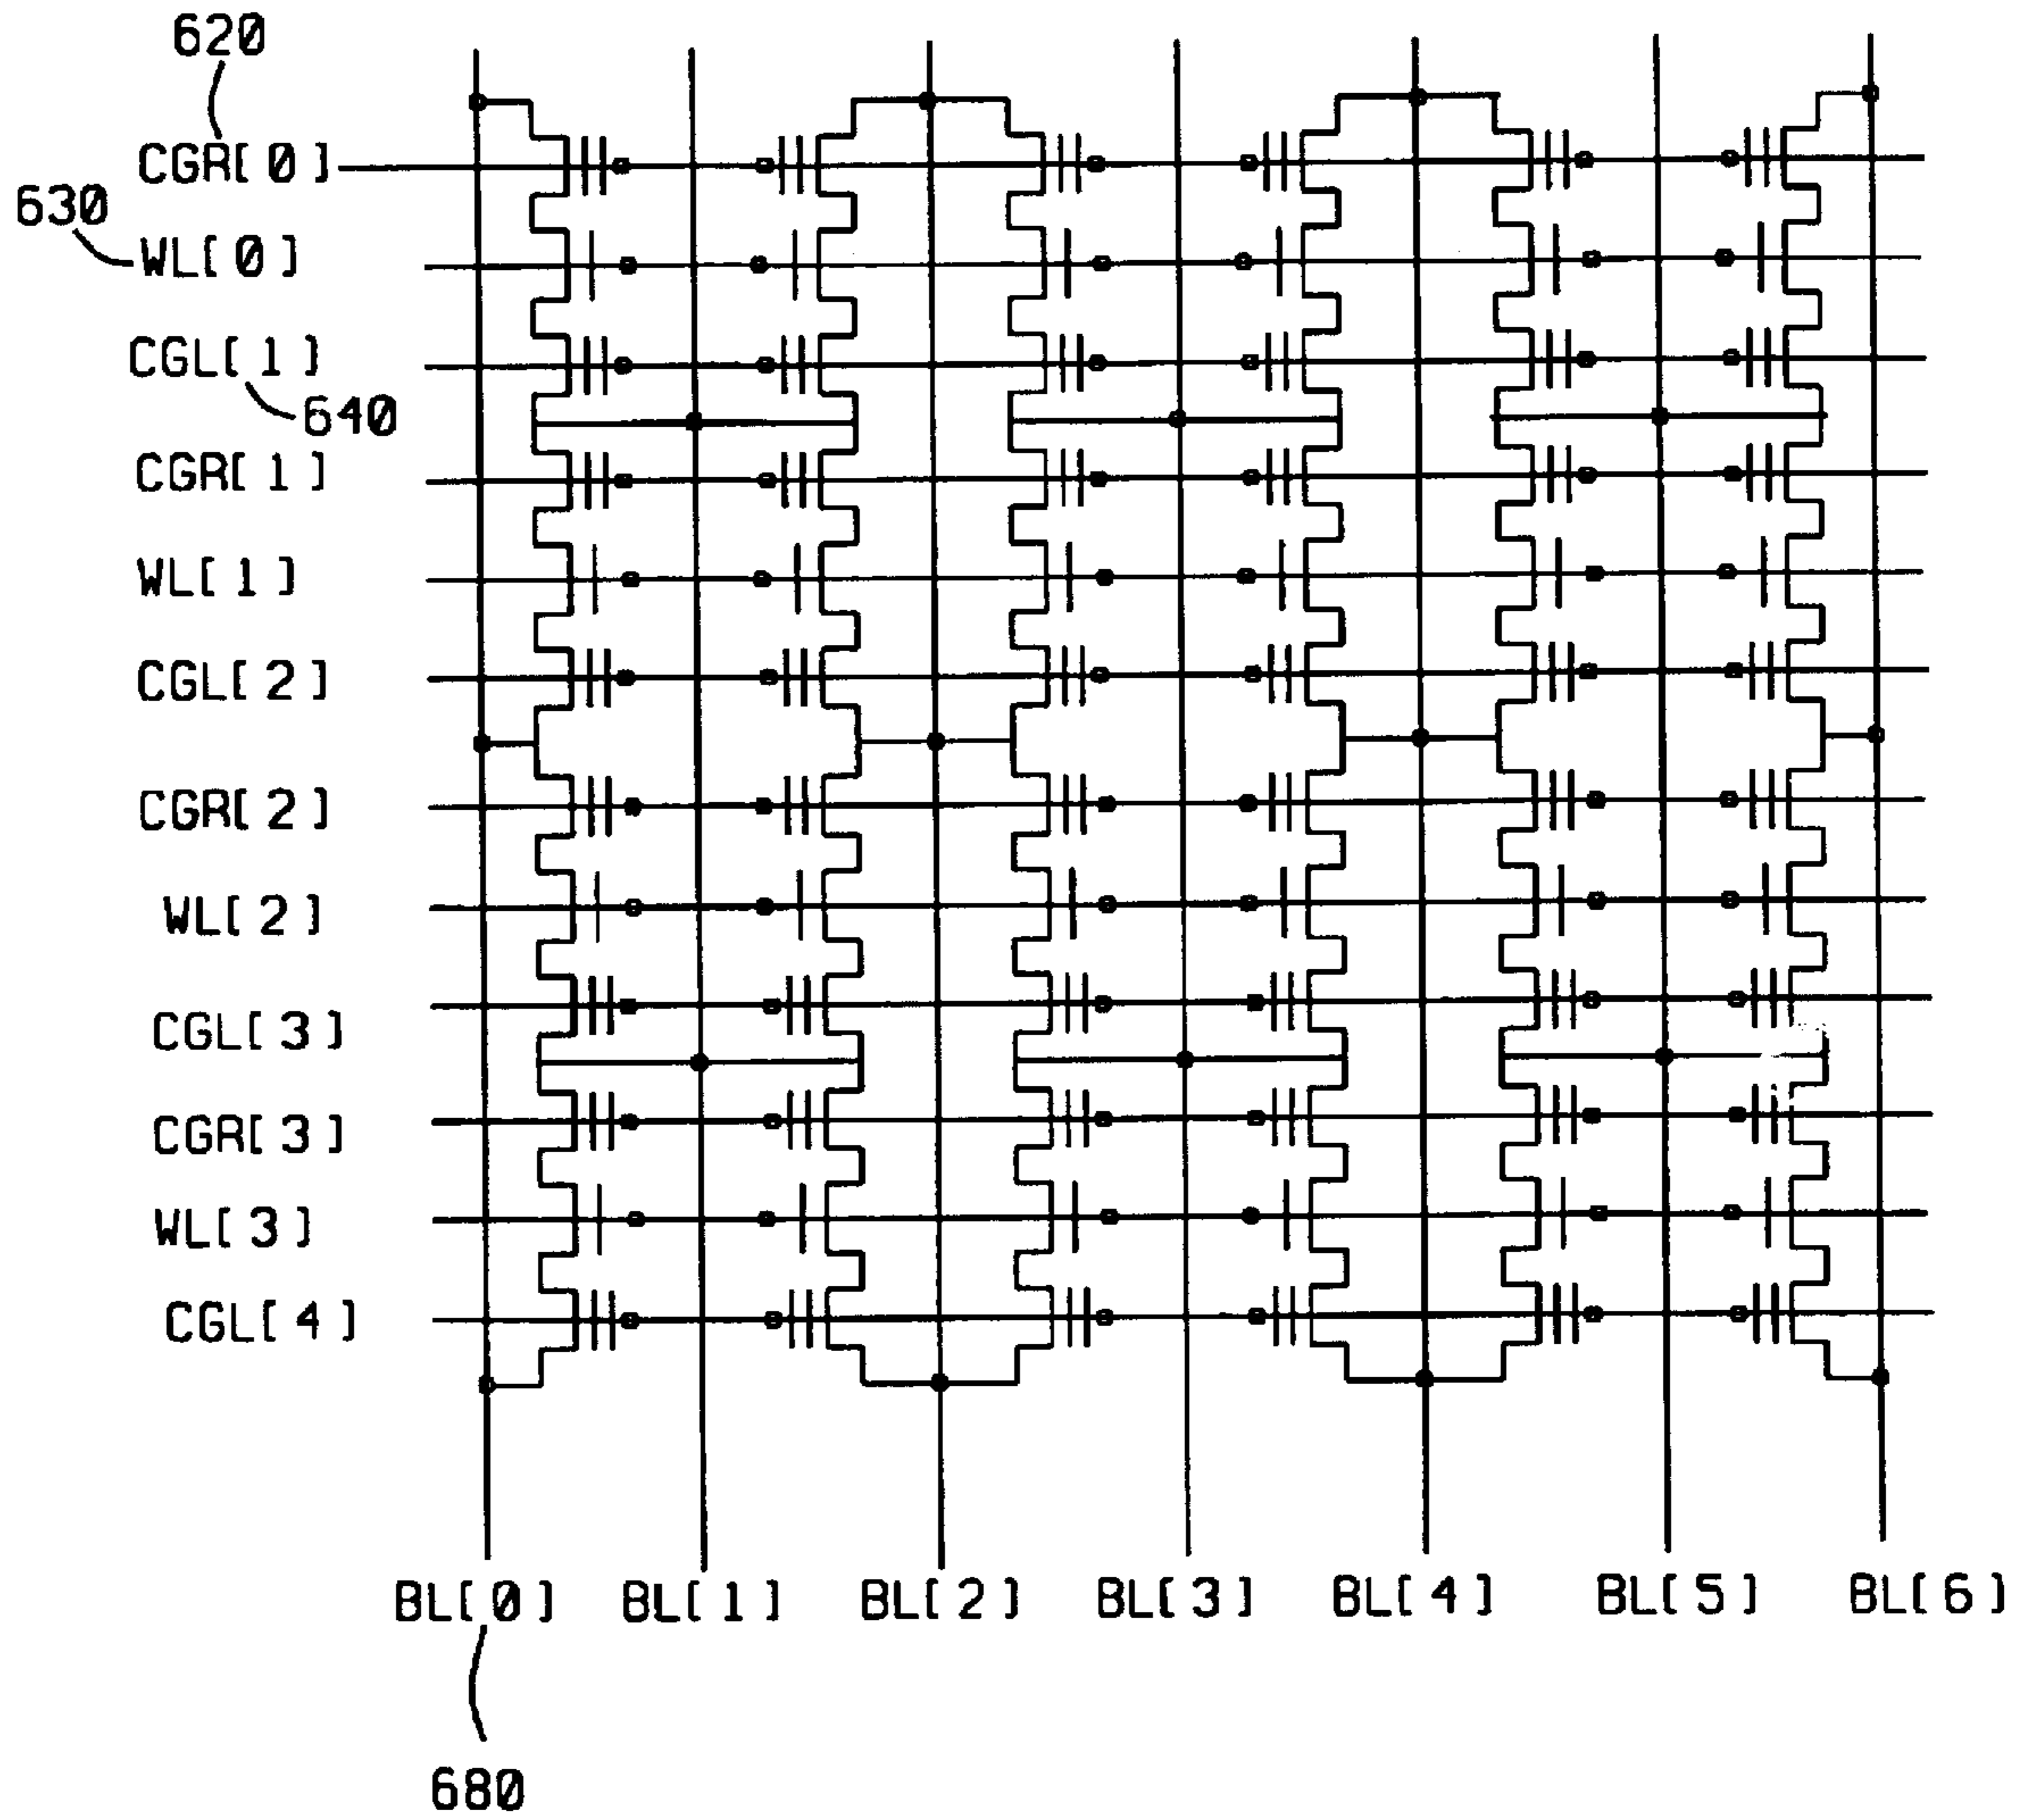 620
CGR[0]
630
WL[0]
CGL[1]
640
CGR[1]
WL[1]
CGL[2]
CGR[2]
WL[2]
CGL[3]
CGR[3]
WL[3]
CGL[4]
BL[0] BL[1] BL[2] BL[3] BL[4] BL[5] BL[6]
680